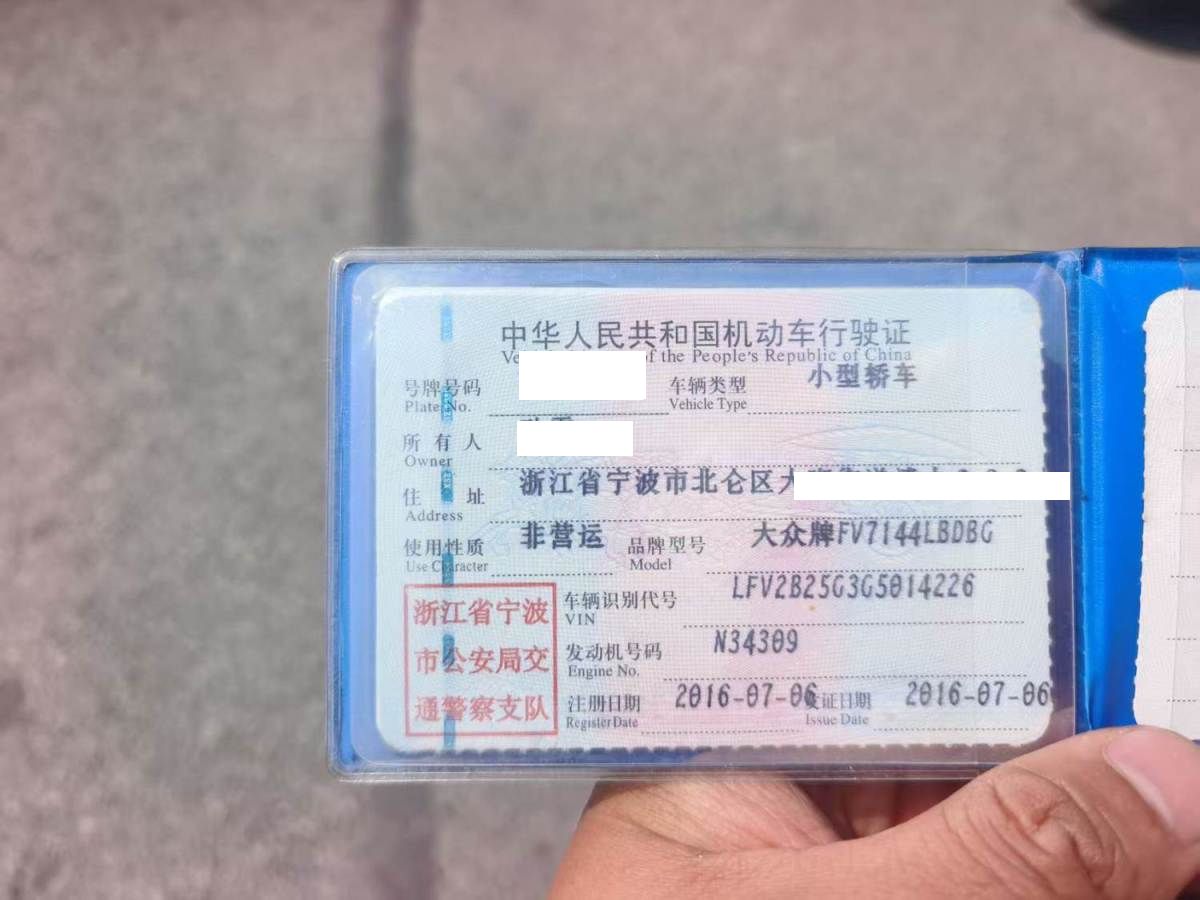 中华人民共和国机动车行驶证
of the People's Republic of China
号牌号码 车辆类型 小型轿车
Plate No. Vehicle Type
所有人
Owner
住址 浙江省宁波市北仑区
Address
使用性质 非营运 品牌型号 大众牌FV7144LBDBG
Use Character Model
浙江省宁波
市公安局交
通警察支队
车辆识别代号 LFV2B25G3G5014226
VIN
发动机号码 N34309
Engine No.
注册日期 2016-07-06 发证日期 2016-07-06
Register Date Issue Date